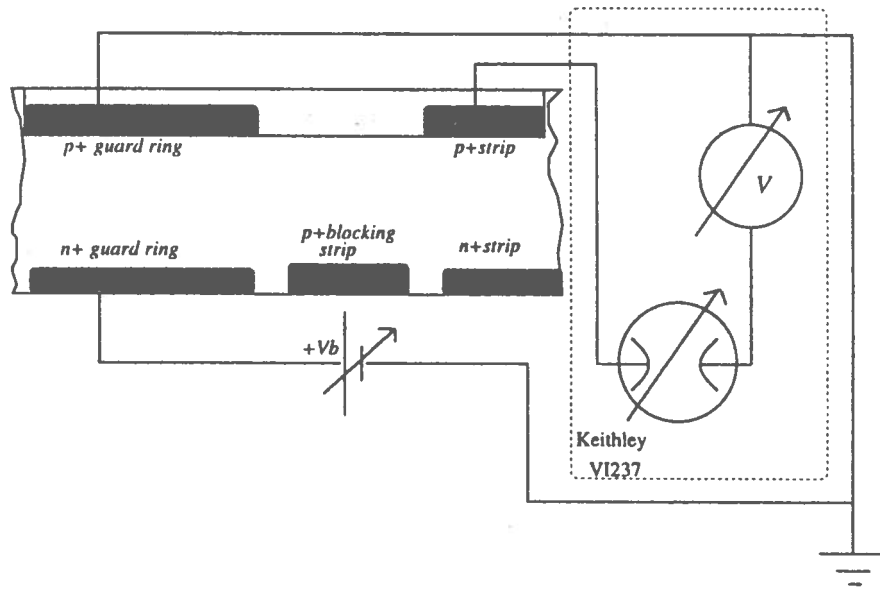 p+ guard ring
p+strip
n+ guard ring
p+blocking
strip
n+strip
+Vb
V
Keithley
VI237